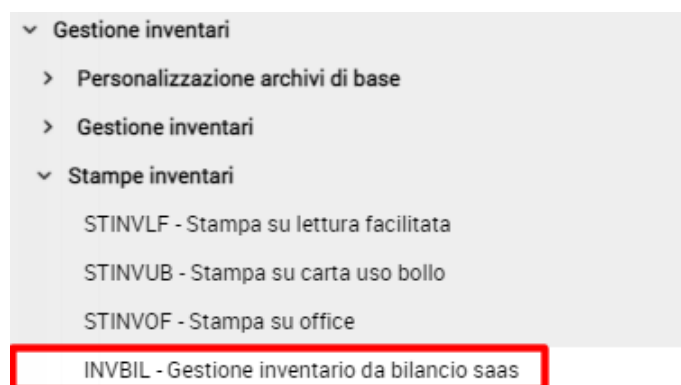 Gestione inventari
Personalizzazione archivi di base
Gestione inventari
Stampe inventari
STINVLF - Stampa su lettura facilitata
STINVUB - Stampa su carta uso bollo
STINVOF - Stampa su office
INVBIL - Gestione inventario da bilancio saas